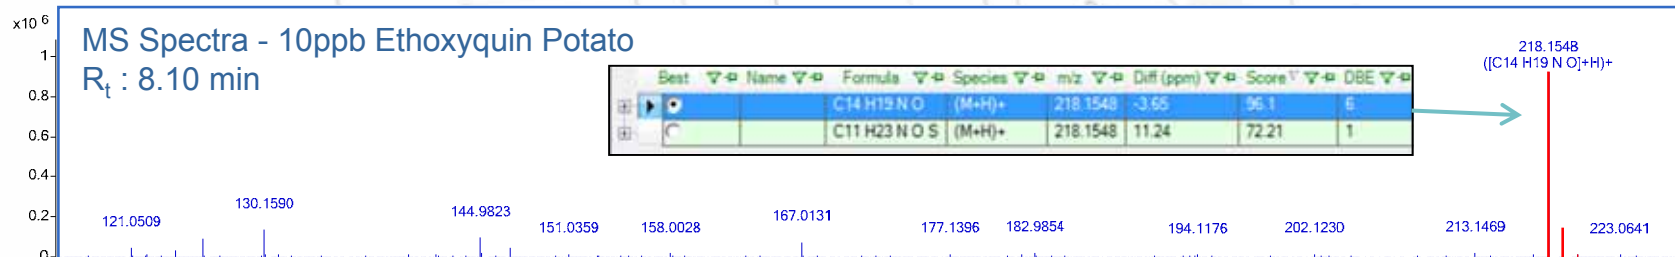 x10 6
MS Spectra - 10ppb Ethoxyquin Potato
Rt : 8.10 min
Best Name Formula Species m/z Diff (ppm) Score DBE
C14 H19 N O (M+H)+ 218.1548 -3.65 96.1 6
C11 H23 N O S (M+H)+ 218.1548 11.24 72.21 1
218.1548
([C14 H19 N O]+H)+
1
0.8
0.6
0.4
0.2
0
121.0509
130.1590
144.9823
151.0359
158.0028
167.0131
177.1396
182.9854
194.1176
202.1230
213.1469
223.0641